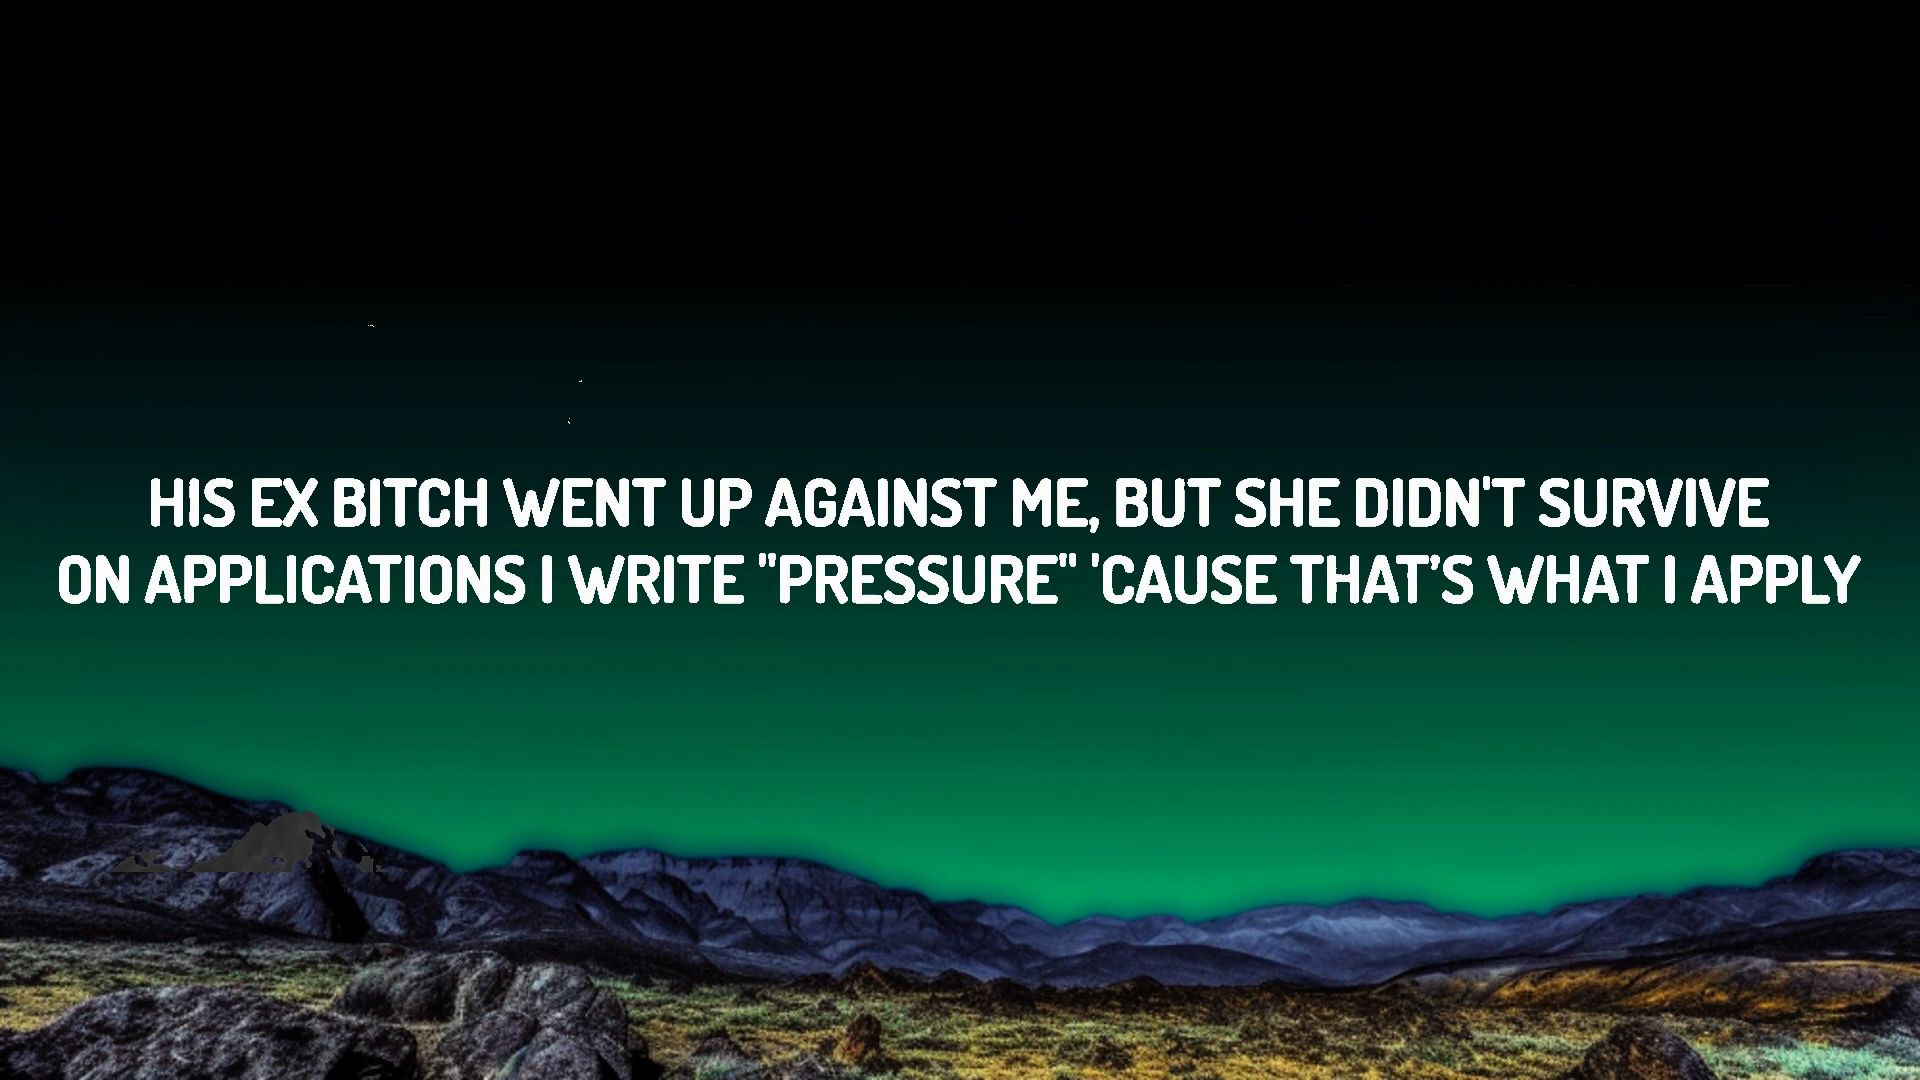 HIS EX BITCH WENT UP AGAINST ME, BUT SHE DIDN'T SURVIVE
ON APPLICATIONS I WRITE "PRESSURE" 'CAUSE THAT’S WHAT I APPLY